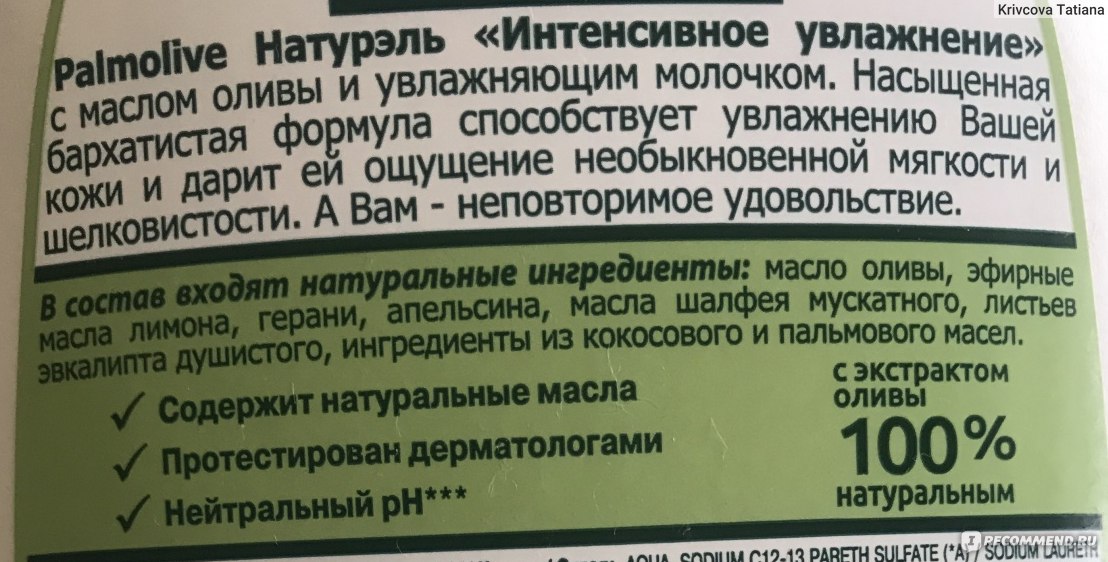 Krivcova Tatiana
Palmolive Натурэль «Интенсивное увлажнение»
с маслом оливы и увлажняющим молочком. Насыщенная
бархатистая формула способствует увлажнению Вашей
кожи и дарит ей ощущение необыкновенной мягкости и
шелковистости. А Вам - неповторимое удовольствие.
В состав входят натуральные ингредиенты: масло оливы, эфирные
масла лимона, герани, апельсина, масла шалфея мускатного, листьев
эвкалипта душистого, ингредиенты из кокосового и пальмового масел.
✓ Содержит натуральные масла
✓ Протестирован дерматологами
✓ Нейтральный pH***
с экстрактом
оливы
100%
натуральным
AQUA, SODIUM C12-13 PARETH SULFATE (*A) / SODIUM LAURETH
IRECOMMEND.RU